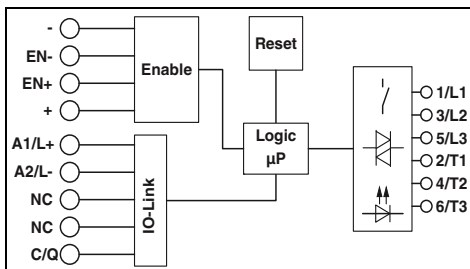 -
EN-
EN+
+
Enable
Reset
A1/L+
A2/L-
NC
NC
C/Q
IO-Link
Logic
µP
1/L1
3/L2
5/L3
2/T1
4/T2
6/T3